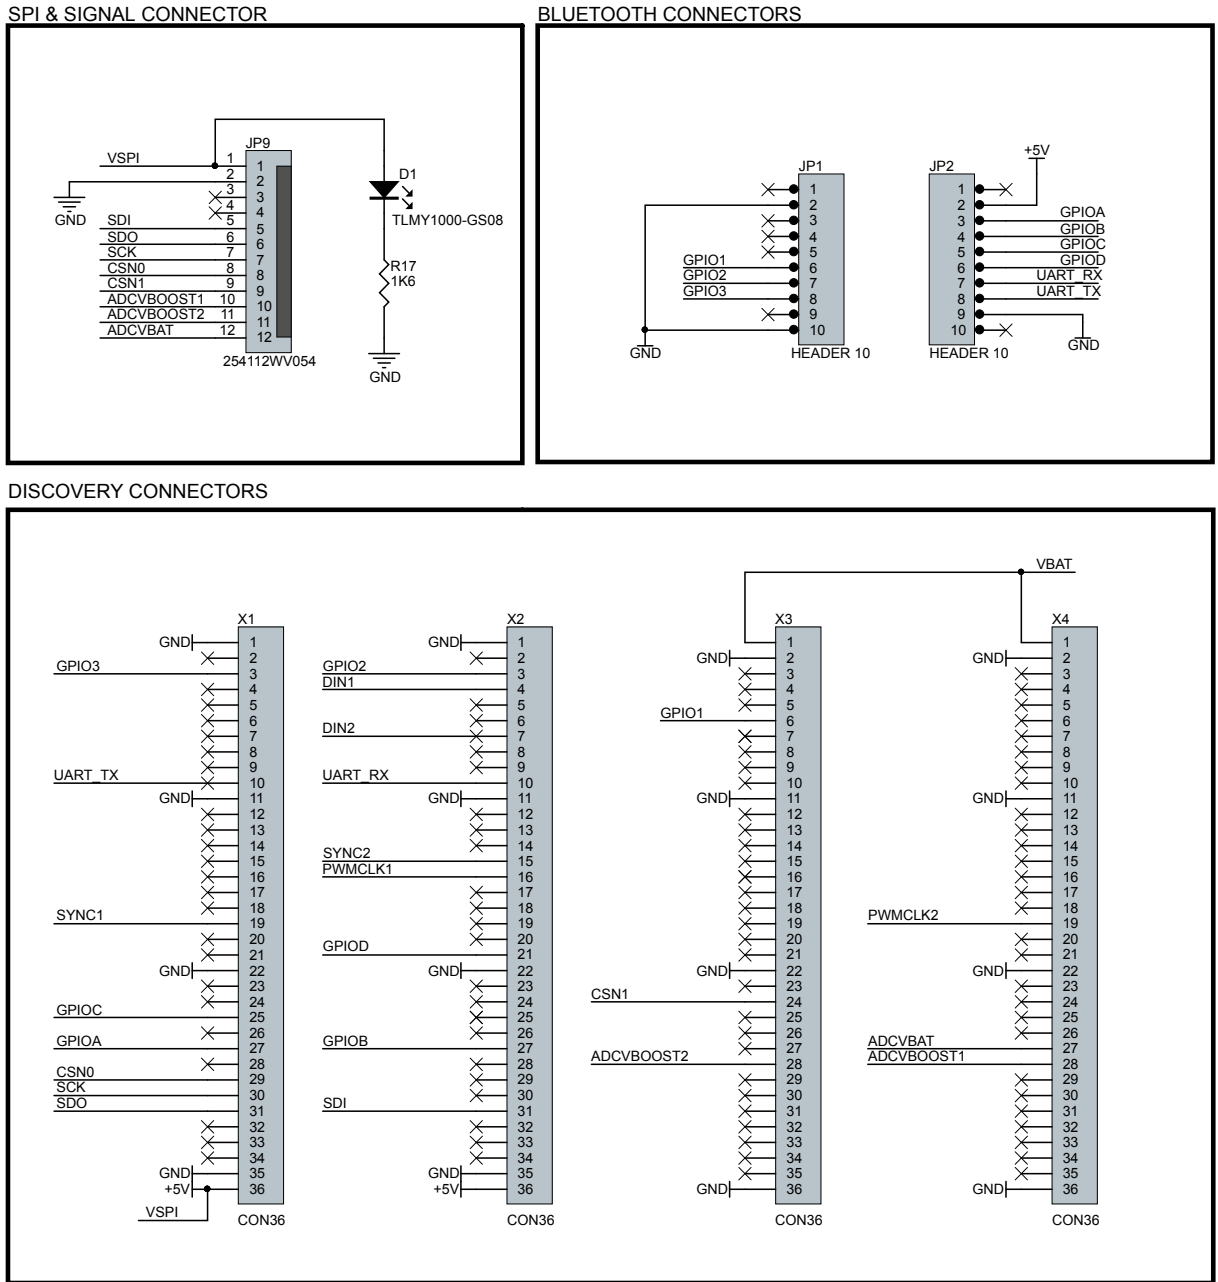 SPI & SIGNAL CONNECTOR
JP9
VSPI 1 1
2 2
3 3
4 4
GND
SDI 5 5
SDO 6 6
SCK 7 7
CSN0 8 8
CSN1 9 9
ADCVBOOST1 10 10
ADCVBOOST2 11 11
ADCVBAT 12 12
254112WV054
D1
TLMY1000-GS08
R17
1K6
GND
BLUETOOTH CONNECTORS
JP1
1
2
3
4
5
GPIO1 6
GPIO2 7
GPIO3 8
9
10
GND
HEADER 10
JP2
+5V
1
2
3 GPIOA
4 GPIOB
5 GPIOC
6 GPIOD
7 UART_RX
8 UART_TX
9
10
GND
HEADER 10
DISCOVERY CONNECTORS
X1
GND 1
2
GPIO3 3
4
5
6
7
8
9
UART_TX 10
GND 11
12
13
14
15
16
17
18
SYNC1 19
20
21
GND 22
23
24
GPIOC 25
26
GPIOA 27
28
CSN0 29
SCK 30
SDO 31
32
33
34
GND 35
+5V 36
VSPI
CON36
X2
GND 1
2
GPIO2 3
DIN1 4
5
6
DIN2 7
8
9
UART_RX 10
GND 11
12
13
14
SYNC2 15
PWMCLK1 16
17
18
19
20
GPIOD 21
GND 22
23
24
25
26
GPIOB 27
28
29
30
SDI 31
32
33
34
GND 35
+5V 36
CON36
VBAT
X3
1
GND 2
3
4
5
GPIO1 6
7
8
9
10
GND 11
12
13
14
15
16
17
18
19
20
21
GND 22
23
CSN1 24
25
26
27
ADCVBOOST2 28
29
30
31
32
33
34
35
GND 36
CON36
X4
1
GND 2
3
4
5
6
7
8
9
10
GND 11
12
13
14
15
16
17
18
PWMCLK2 19
20
21
GND 22
23
24
25
26
ADCVBAT 27
ADCVBOOST1 28
29
30
31
32
33
34
35
GND 36
CON36